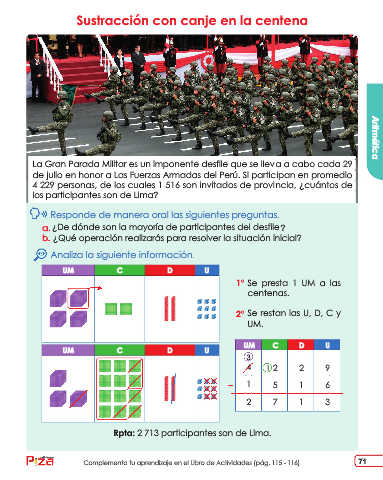 Sustracción con canje en la centena
La Gran Parada Militar es un imponente desfile que se lleva a cabo cada 29
de julio en honor a Las Fuerzas Armadas del Perú. Si participan en promedio
4 229 personas, de los cuales 1 516 son invitados de provincia, ¿cuántos de
los participantes son de Lima?
Aritmética
Responde de manera oral las siguientes preguntas.
a. ¿De dónde son la mayoría de participantes del desfile?
b. ¿Qué operación realizarás para resolver la situación inicial?
Analiza la siguiente información.
UM C D U
1º Se presta 1 UM a las
centenas.
2º Se restan las U, D, C y
UM.
UM C D U
UM C D U
3
4 12 2 9
- 1 5 1 6
2 7 1 3
Rpta: 2 713 participantes son de Lima.
Pizza
Complementa tu aprendizaje en el Libro de Actividades (pág. 115 - 116)
71